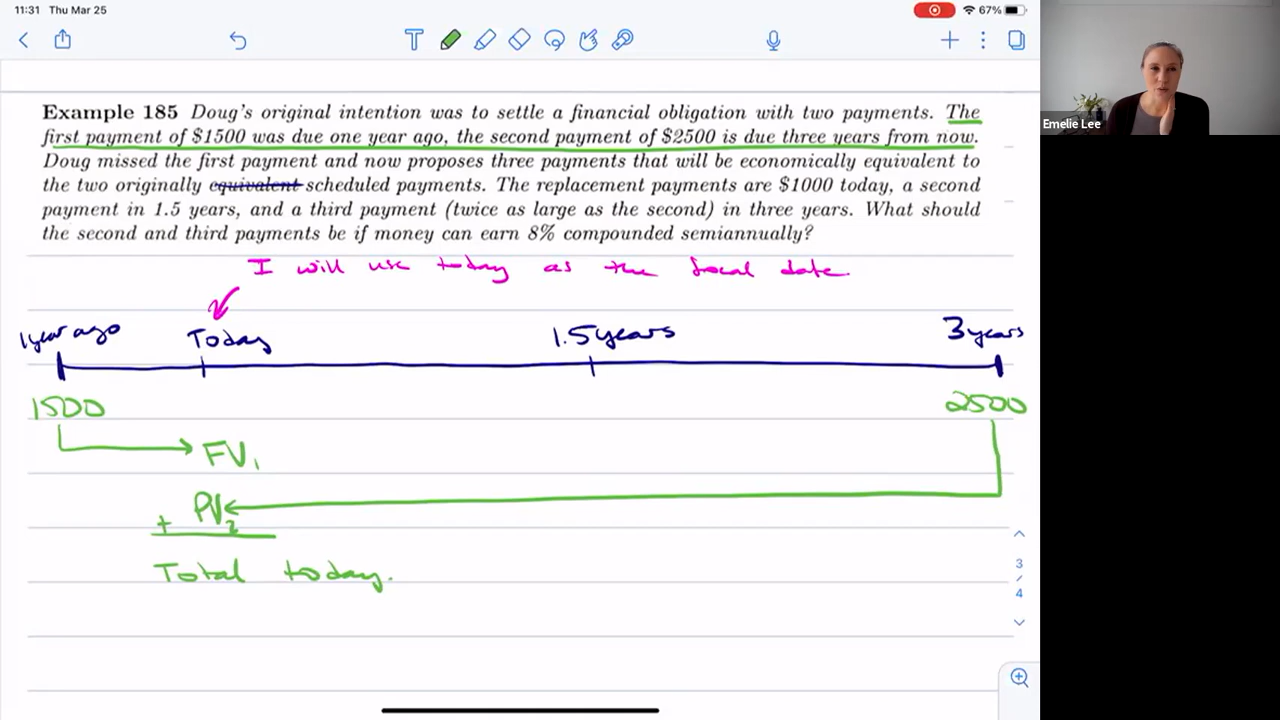 11:31 Thu Mar 25
67%
Example 185 Doug's original intention was to settle a financial obligation with two payments. The
first payment of $1500 was due one year ago, the second payment of $2500 is due three years from now.
Doug missed the first payment and now proposes three payments that will be economically equivalent to
the two originally equivalent scheduled payments. The replacement payments are $1000 today, a second
payment in 1.5 years, and a third payment (twice as large as the second) in three years. What should
the second and third payments be if money can earn 8% compounded semiannually?
I will use today as the focal date.
1 year ago Today 1.5 years 3 years
1500 2500
FV1
+ PV2
Total today.
3
/
4
Emelie Lee